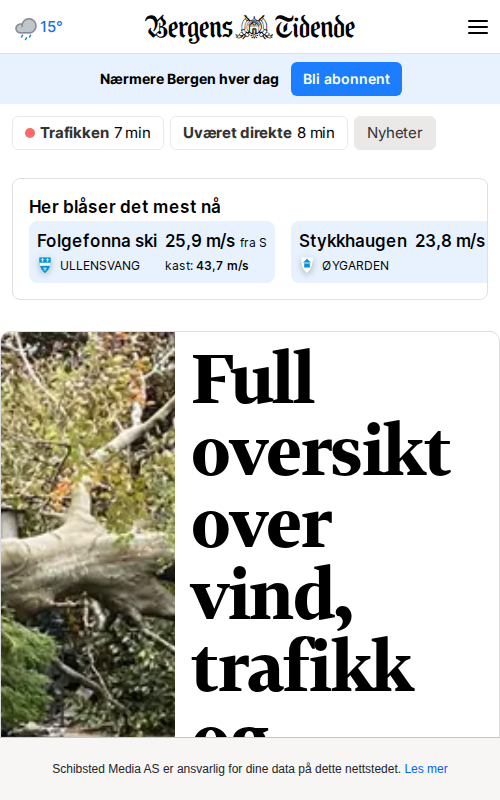 15°
Bergens Tidende
Nærmere Bergen hver dag
Bli abonnent
Trafikken 7 min
Uværet direkte 8 min
Nyheter
Her blåser det mest nå
Folgefonna ski 25,9 m/s fra S
ULLENSVANG kast: 43,7 m/s
Stykkhaugen 23,8 m/s
ØYGARDEN
Full
oversikt
over
vind,
trafikk
og
Schibsted Media AS er ansvarlig for dine data på dette nettstedet. Les mer